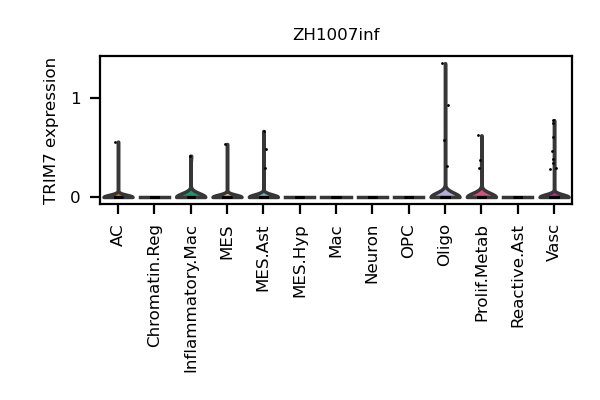 ZH1007inf
TRIM7 expression
1
0
AC
Chromatin.Reg
Inflammatory.Mac
MES
MES.Ast
MES.Hyp
Mac
Neuron
OPC
Oligo
Prolif.Metab
Reactive.Ast
Vasc